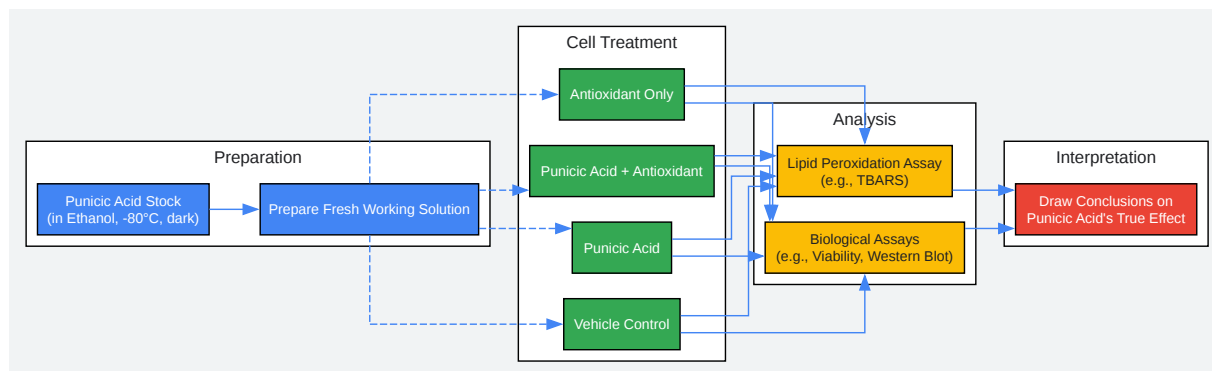 Preparation
Punicic Acid Stock
(in Ethanol, -80°C, dark)
Prepare Fresh Working Solution
Cell Treatment
Antioxidant Only
Punicic Acid + Antioxidant
Punicic Acid
Vehicle Control
Analysis
Lipid Peroxidation Assay
(e.g., TBARS)
Biological Assays
(e.g., Viability, Western Blot)
Interpretation
Draw Conclusions on
Punicic Acid's True Effect